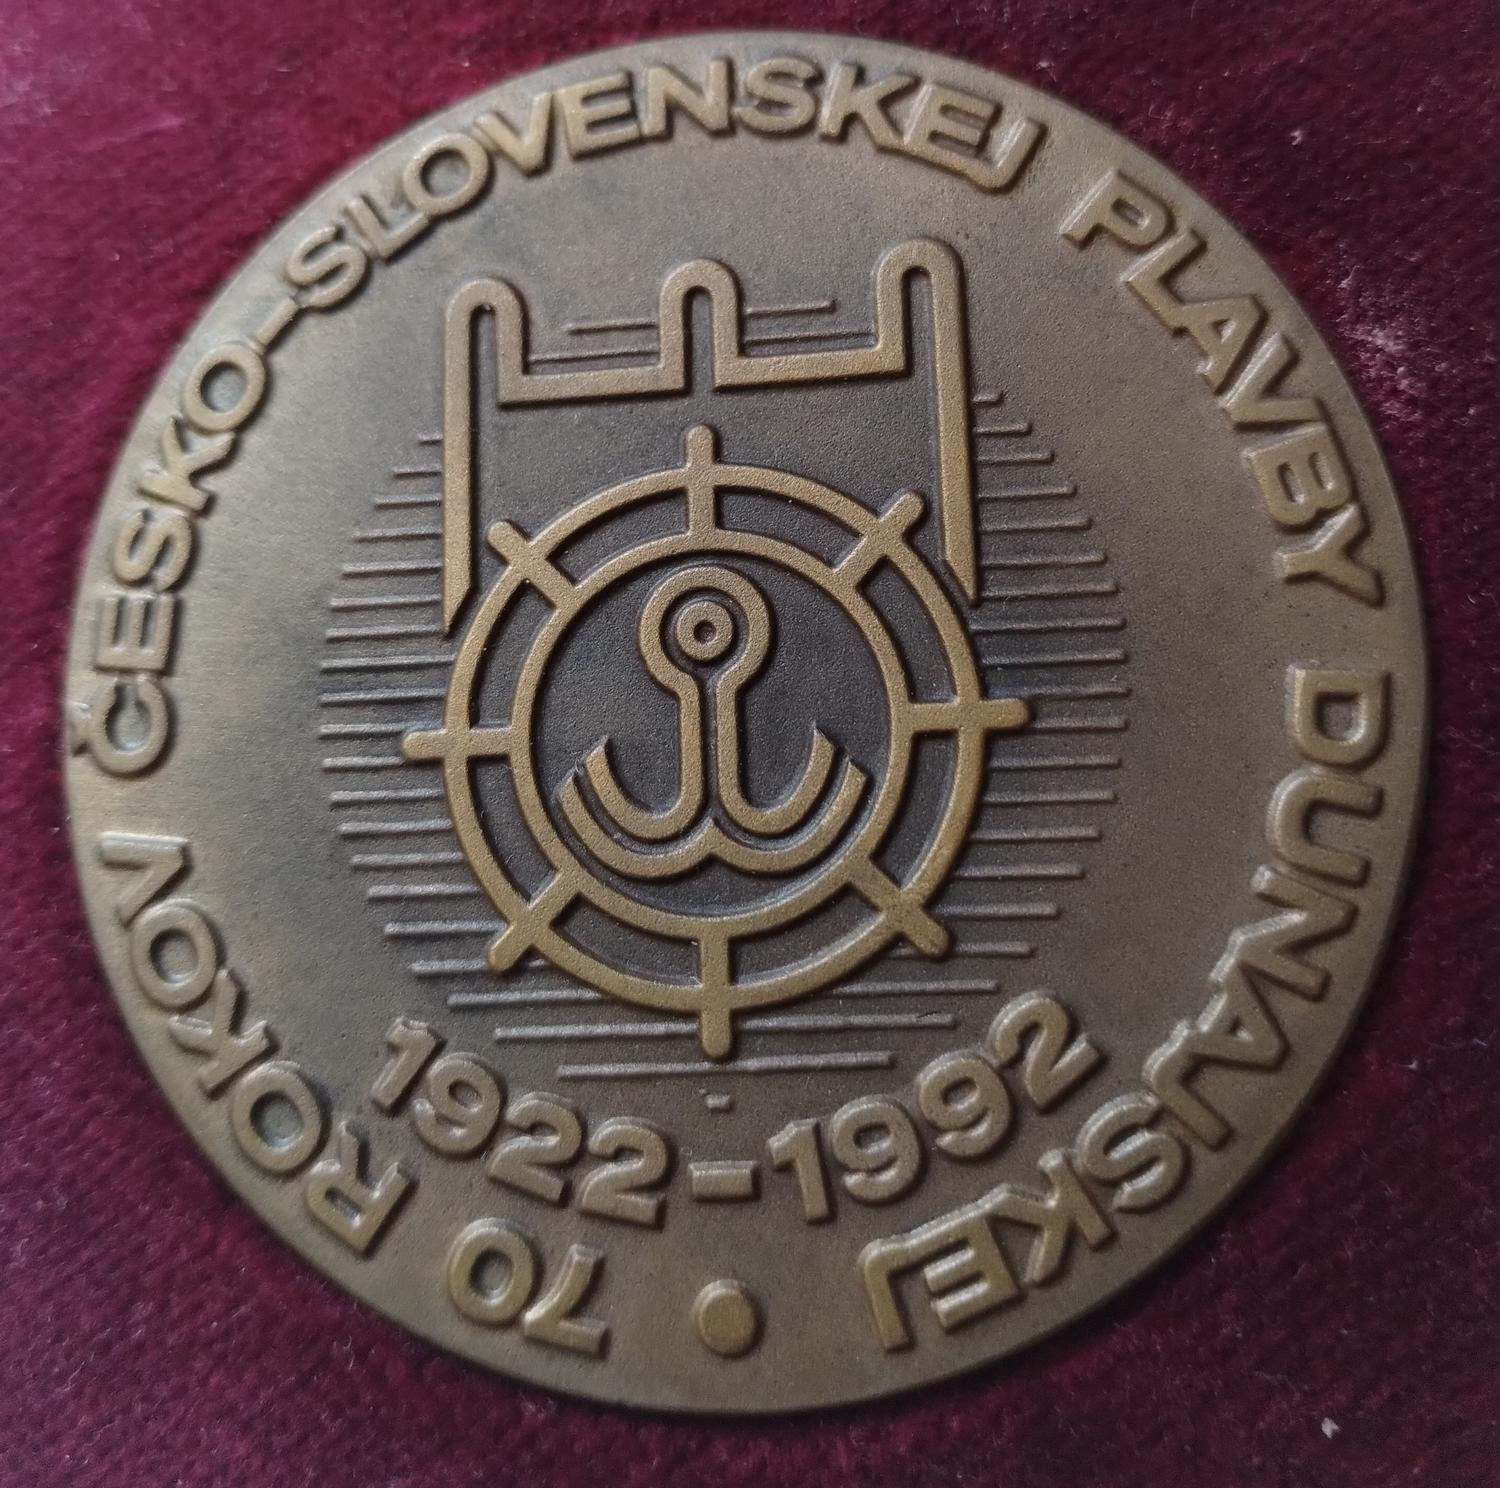 70 ROKOV ČESKO-SLOVENSKEJ PLAVBY DUNAJSKEJ
1922-1992